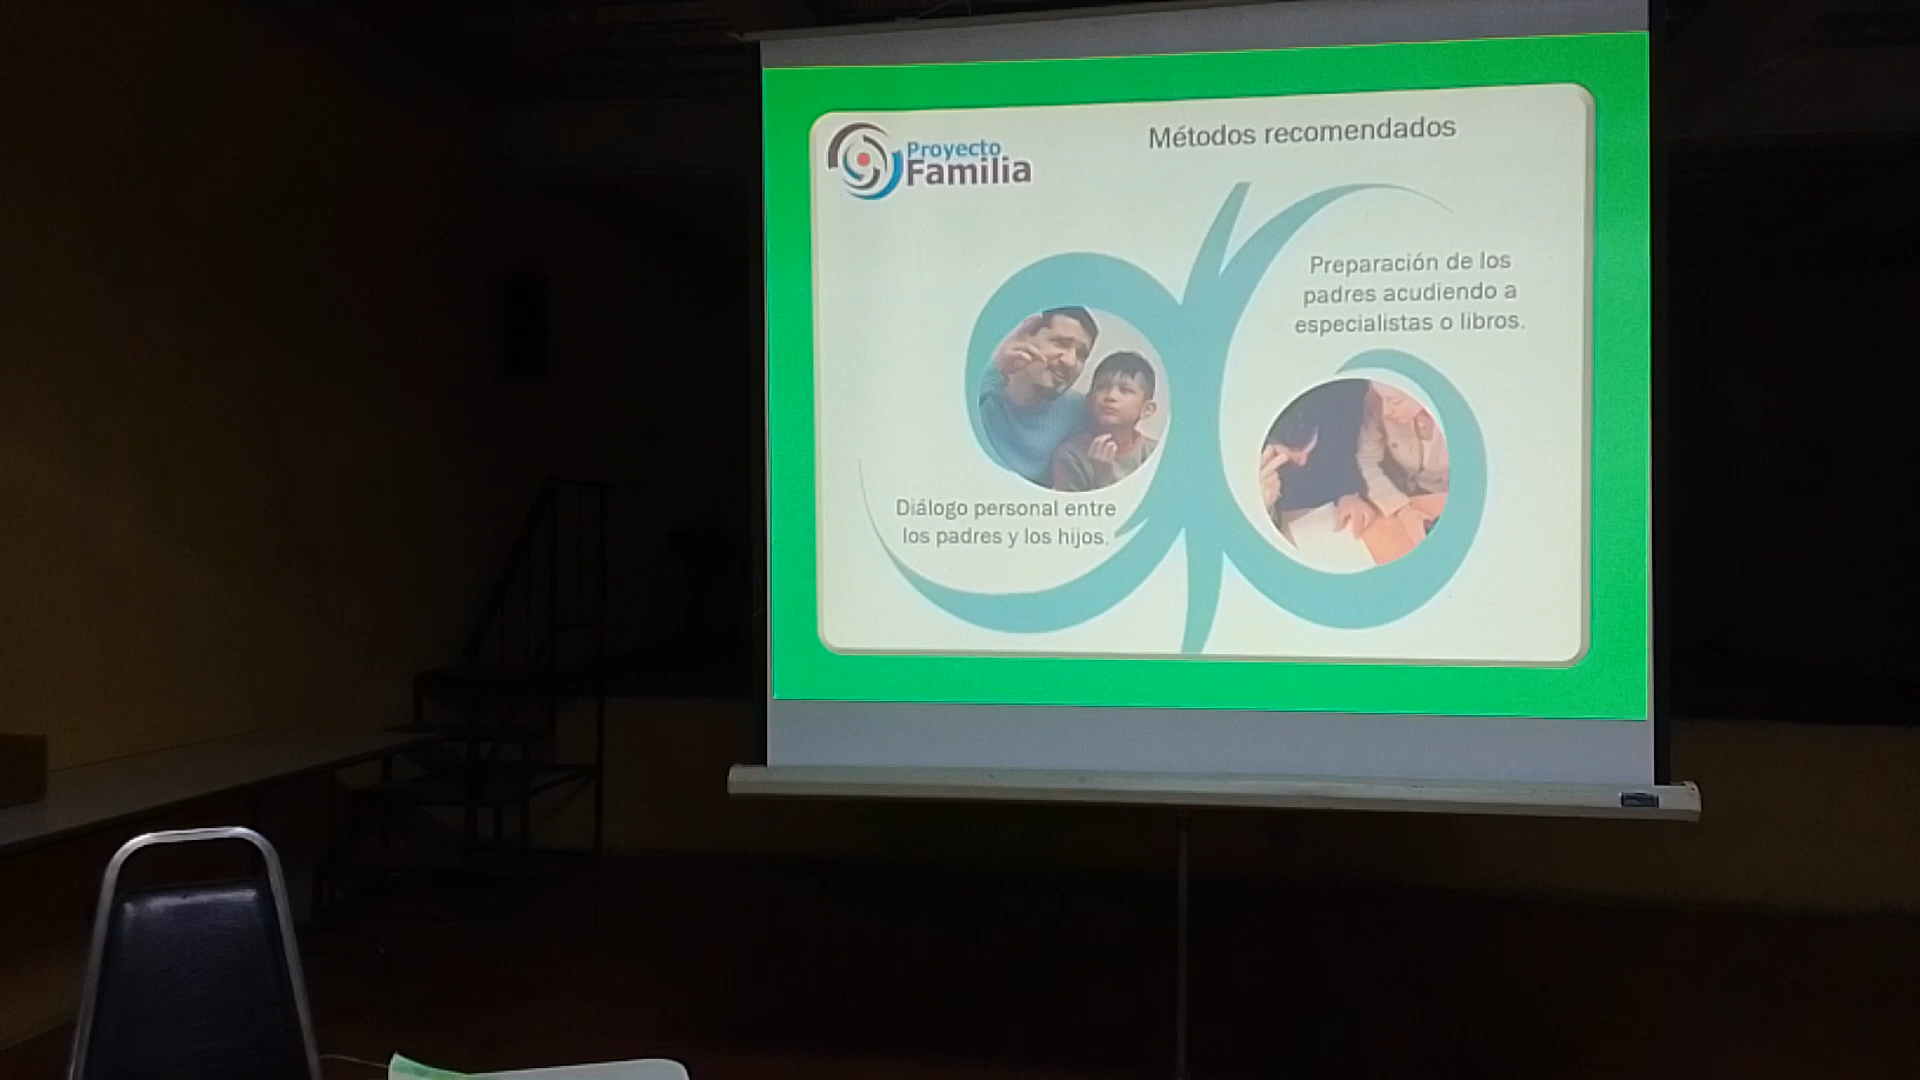 Proyecto
Familia
Métodos recomendados
Preparación de los
padres acudiendo a
especialistas o libros.
Diálogo personal entre
los padres y los hijos.